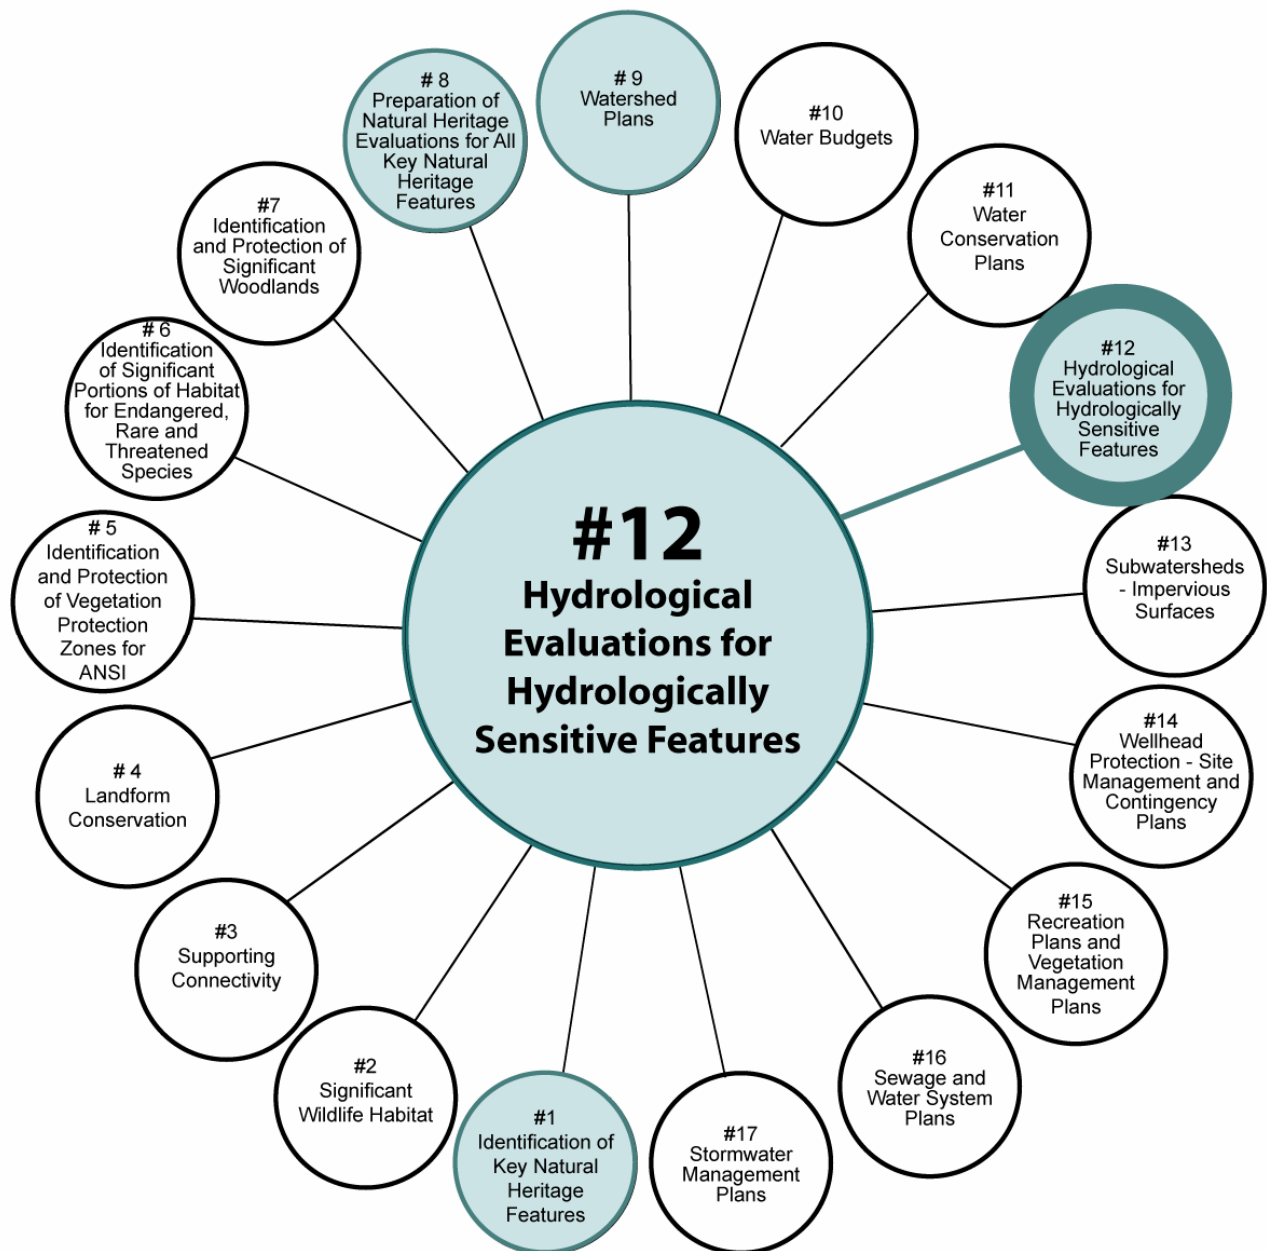 #12
Hydrological
Evaluations for
Hydrologically
Sensitive Features
#1
Identification of
Key Natural
Heritage
Features
#2
Significant
Wildlife Habitat
#3
Supporting
Connectivity
# 4
Landform
Conservation
# 5
Identification
and Protection
of Vegetation
Protection
Zones for
ANSI
# 6
Identification
of Significant
Portions of Habitat
for Endangered,
Rare and
Threatened
Species
#7
Identification
and Protection of
Significant
Woodlands
# 8
Preparation of
Natural Heritage
Evaluations for All
Key Natural
Heritage
Features
# 9
Watershed
Plans
#10
Water Budgets
#11
Water
Conservation
Plans
#12
Hydrological
Evaluations for
Hydrologically
Sensitive
Features
#13
Subwatersheds
- Impervious
Surfaces
#14
Wellhead
Protection - Site
Management and
Contingency
Plans
#15
Recreation
Plans and
Vegetation
Management
Plans
#16
Sewage and
Water System
Plans
#17
Stormwater
Management
Plans